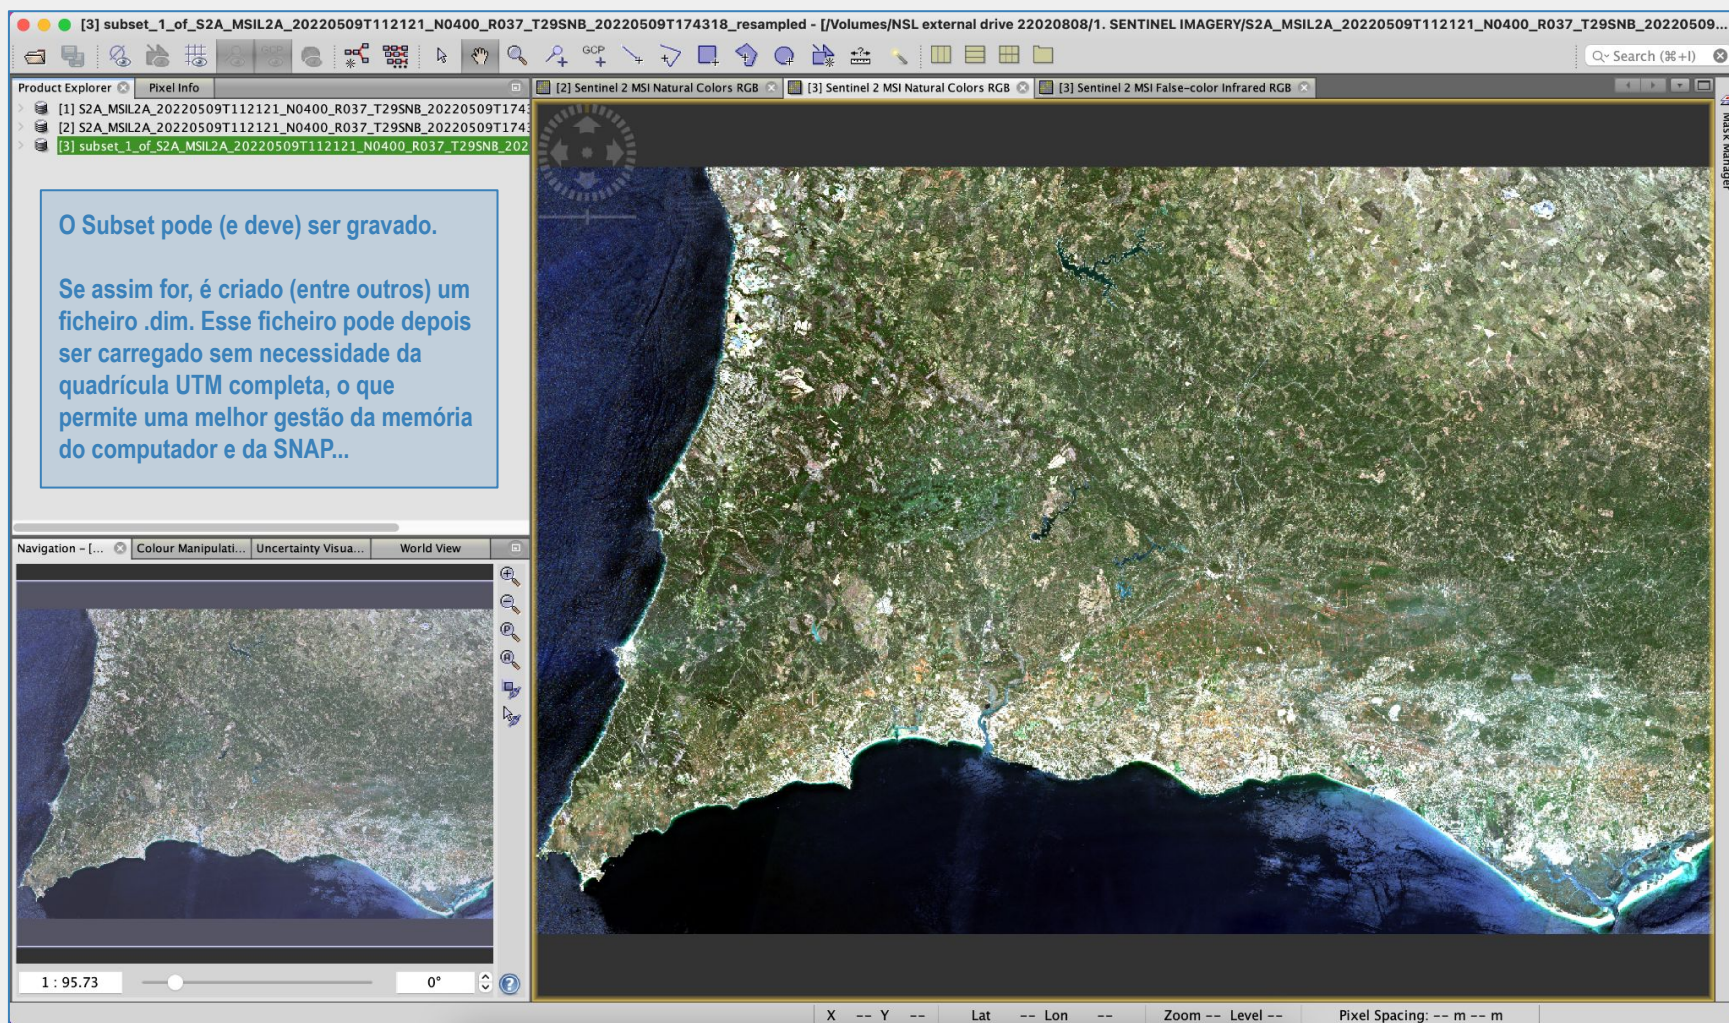 [3] subset_1_of_S2A_MSIL2A_20220509T112121_N0400_R037_T29SNB_20220509T174318_resampled - [/Volumes/NSL external drive 22020808/1. SENTINEL IMAGERY/S2A_MSIL2A_20220509T112121_N0400_R037_T29SNB_20220509...
GCP
Search (⌘+I)
Product Explorer
Pixel Info
[2] Sentinel 2 MSI Natural Colors RGB
[3] Sentinel 2 MSI Natural Colors RGB
[3] Sentinel 2 MSI False-color Infrared RGB
Mask Manager
[1] S2A_MSIL2A_20220509T112121_N0400_R037_T29SNB_20220509T174
[2] S2A_MSIL2A_20220509T112121_N0400_R037_T29SNB_20220509T174
[3] subset_1_of_S2A_MSIL2A_20220509T112121_N0400_R037_T29SNB_202
O Subset pode (e deve) ser gravado.
Se assim for, é criado (entre outros) um
ficheiro .dim. Esse ficheiro pode depois
ser carregado sem necessidade da
quadrícula UTM completa, o que
permite uma melhor gestão da memória
do computador e da SNAP...
Navigation – [...
Colour Manipulati...
Uncertainty Visua...
World View
1 : 95.73
0°
X -- Y -- Lat -- Lon -- Zoom -- Level -- Pixel Spacing: -- m -- m